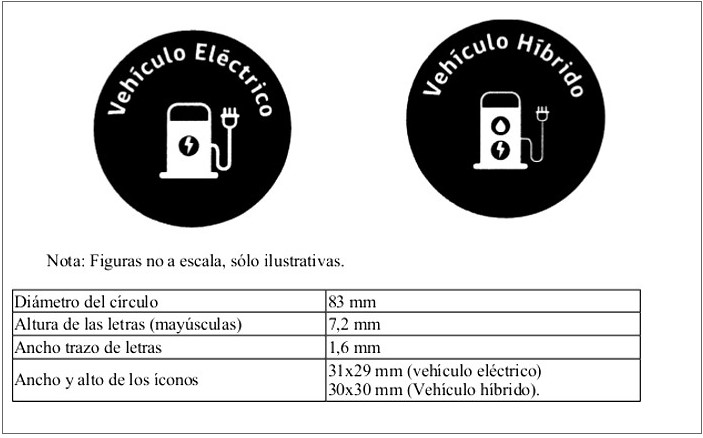 Vehículo Eléctrico
Vehículo Híbrido
Nota: Figuras no a escala, sólo ilustrativas.
Diámetro del círculo 83 mm
Altura de las letras (mayúsculas) 7,2 mm
Ancho trazo de letras 1,6 mm
Ancho y alto de los íconos 31x29 mm (vehículo eléctrico)
30x30 mm (Vehículo híbrido).